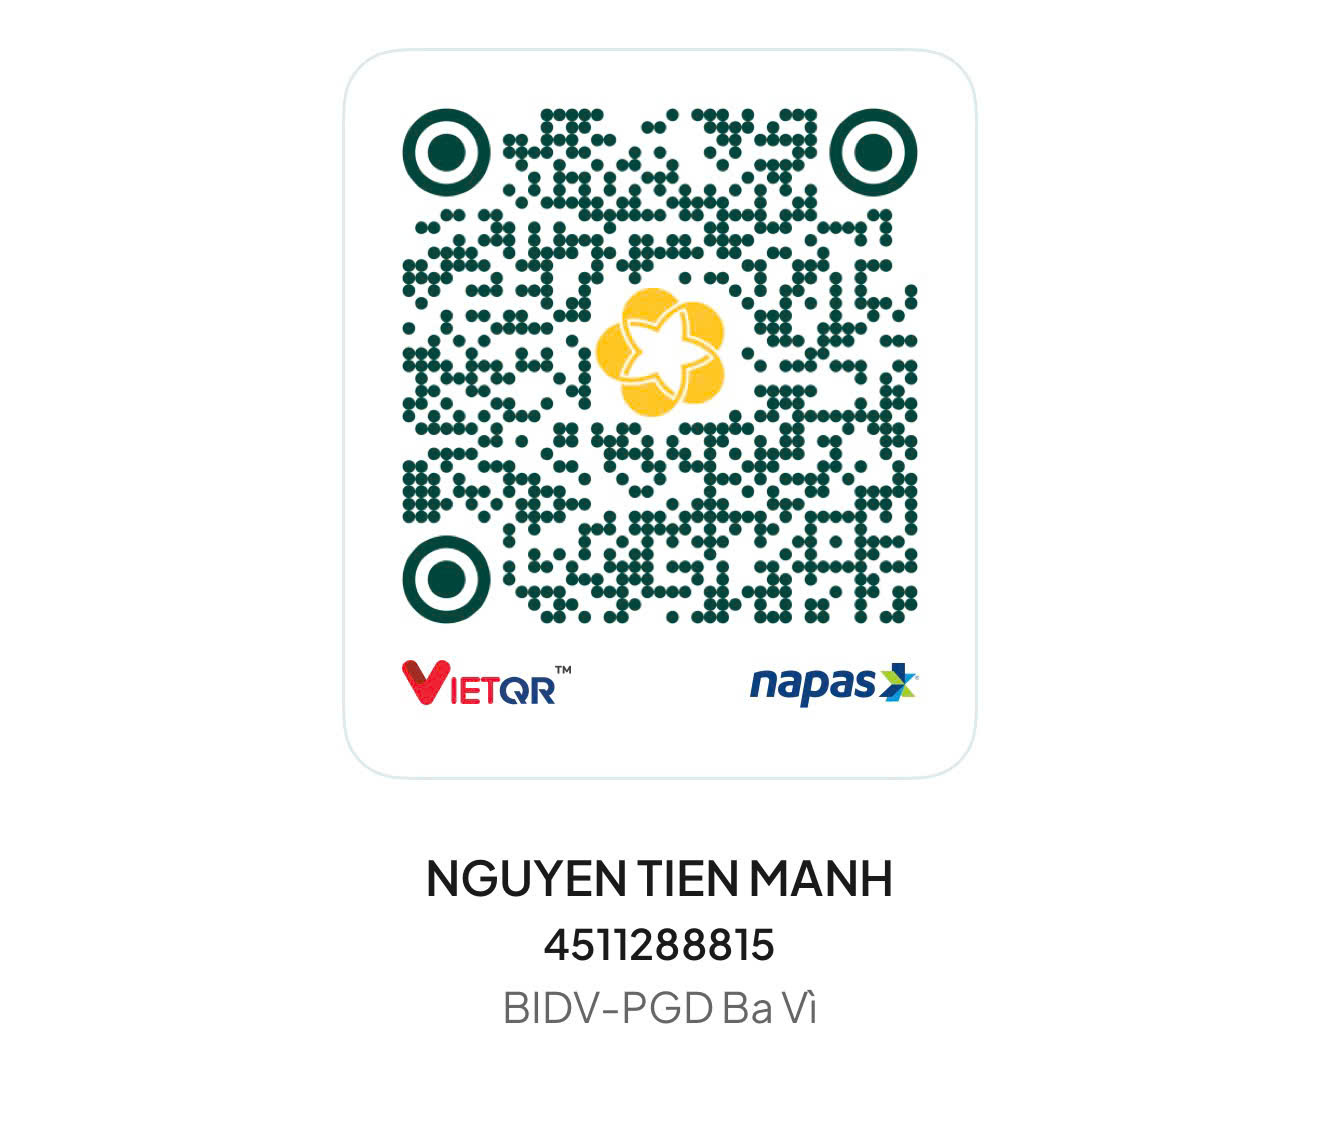 VIETQR™
napas
NGUYEN TIEN MANH
4511288815
BIDV-PGD Ba Vì